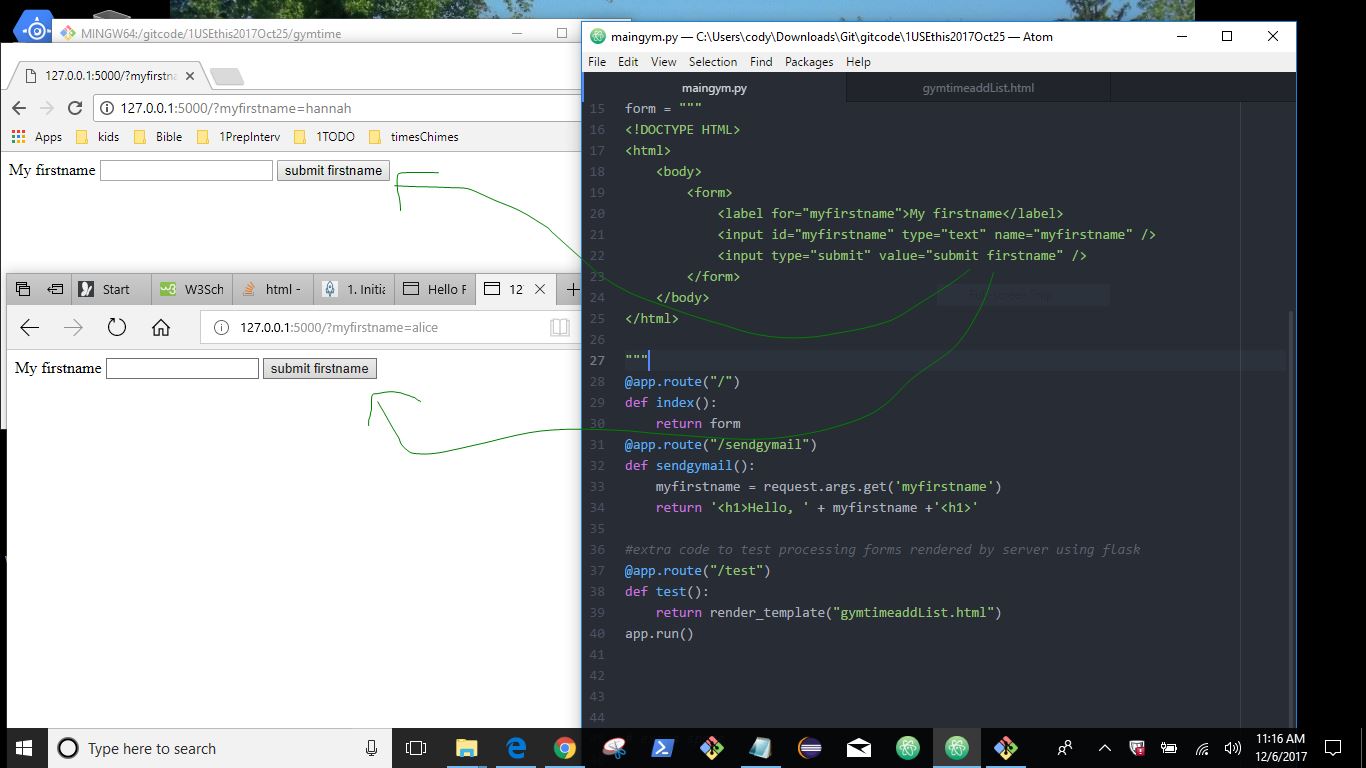 MINGW64:/gitcode/1USEthis2017Oct25/gymtime
127.0.0.1:5000/?myfirstna
127.0.0.1:5000/?myfirstname=hannah
Apps kids Bible 1PrepInterv 1TODO timesChimes
My firstname submit firstname
Start W3Sch html - 1. Initia Hello F 12
127.0.0.1:5000/?myfirstname=alice
My firstname submit firstname
maingym.py — C:\Users\cody\Downloads\Git\gitcode\1USEthis2017Oct25 — Atom
File Edit View Selection Find Packages Help
maingym.py gymtimeaddList.html
15 form = """
16 <!DOCTYPE HTML>
17 <html>
18 <body>
19 <form>
20 <label for="myfirstname">My firstname</label>
21 <input id="myfirstname" type="text" name="myfirstname" />
22 <input type="submit" value="submit firstname" />
23 </form>
24 </body>
25 </html>
26
27 """
28 @app.route("/")
29 def index():
30 return form
31 @app.route("/sendgymail")
32 def sendgymail():
33 myfirstname = request.args.get('myfirstname')
34 return '<h1>Hello, ' + myfirstname +'<h1>'
35
36 #extra code to test processing forms rendered by server using flask
37 @app.route("/test")
38 def test():
39 return render_template("gymtimeaddList.html")
40 app.run()
41
42
43
44
Type here to search
11:16 AM
12/6/2017